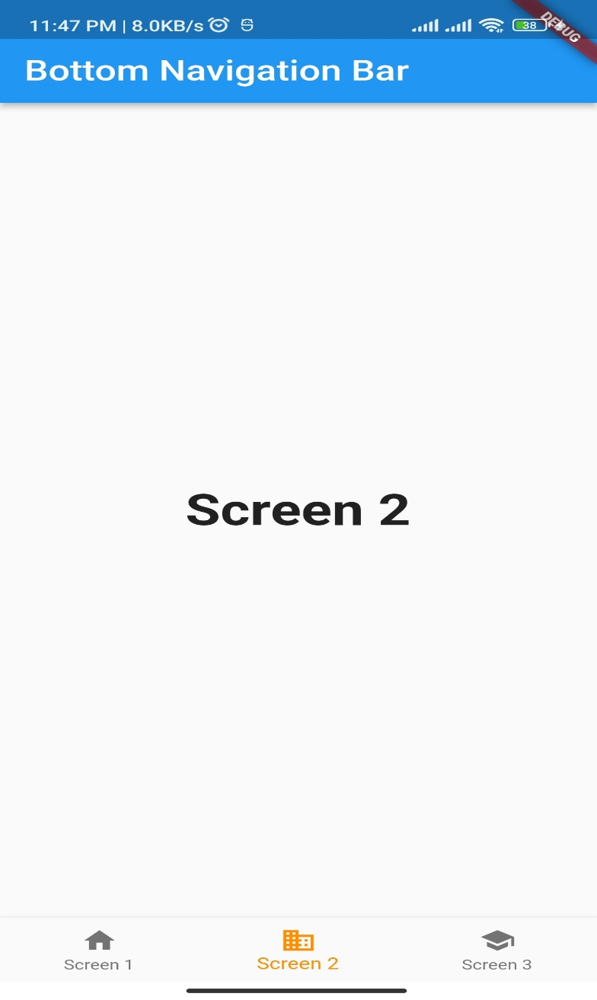 11:47 PM | 8.0KB/s
38
DEBUG
Bottom Navigation Bar
Screen 2
Screen 1
Screen 2
Screen 3